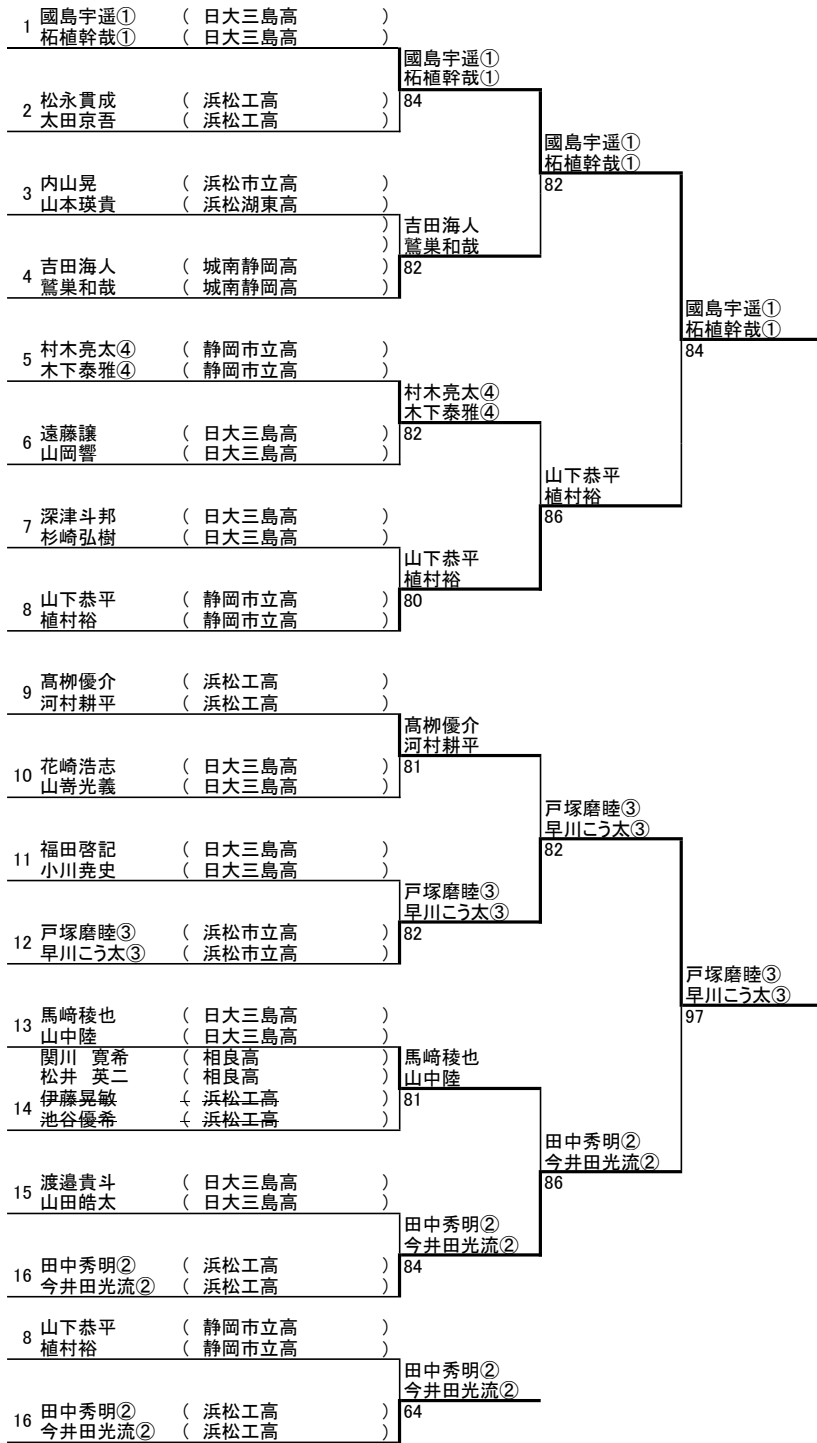 1 國島宇遥① ( 日大三島高 )
柘植幹哉① ( 日大三島高 )
國島宇遥①
柘植幹哉①
84
2 松永貫成 ( 浜松工高 )
太田京吾 ( 浜松工高 )
國島宇遥①
柘植幹哉①
82
3 内山晃 ( 浜松市立高 )
山本瑛貴 ( 浜松湖東高 )
)
)
吉田海人
鷲巣和哉
82
4 吉田海人 ( 城南静岡高 )
鷲巣和哉 ( 城南静岡高 )
國島宇遥①
柘植幹哉①
84
5 村木亮太④ ( 静岡市立高 )
木下泰雅④ ( 静岡市立高 )
村木亮太④
木下泰雅④
82
6 遠藤譲 ( 日大三島高 )
山岡響 ( 日大三島高 )
山下恭平
植村裕
86
7 深津斗邦 ( 日大三島高 )
杉崎弘樹 ( 日大三島高 )
山下恭平
植村裕
80
8 山下恭平 ( 静岡市立高 )
植村裕 ( 静岡市立高 )
9 髙栁優介 ( 浜松工高 )
河村耕平 ( 浜松工高 )
髙栁優介
河村耕平
81
10 花崎浩志 ( 日大三島高 )
山嵜光義 ( 日大三島高 )
戸塚磨睦③
早川こう太③
82
11 福田啓記 ( 日大三島高 )
小川尭史 ( 日大三島高 )
戸塚磨睦③
早川こう太③
82
12 戸塚磨睦③ ( 浜松市立高 )
早川こう太③ ( 浜松市立高 )
戸塚磨睦③
早川こう太③
97
13 馬﨑稜也 ( 日大三島高 )
山中陸 ( 日大三島高 )
関川 寛希 ( 相良高 )
松井 英二 ( 相良高 )
馬﨑稜也
山中陸
81
14 伊藤晃敏 ( 浜松工高 )
池谷優希 ( 浜松工高 )
田中秀明②
今井田光流②
86
15 渡邉貴斗 ( 日大三島高 )
山田皓太 ( 日大三島高 )
田中秀明②
今井田光流②
84
16 田中秀明② ( 浜松工高 )
今井田光流② ( 浜松工高 )
8 山下恭平 ( 静岡市立高 )
植村裕 ( 静岡市立高 )
田中秀明②
今井田光流②
64
16 田中秀明② ( 浜松工高 )
今井田光流② ( 浜松工高 )